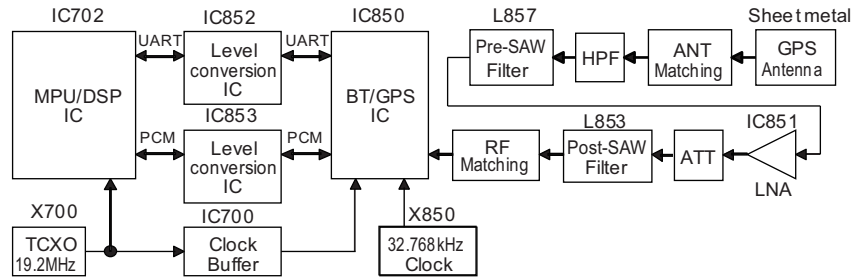 IC702
IC852
IC850
L857
Sheet metal
UART
UART
Level
conversion
IC
MPU/DSP
IC
BT/GPS
IC
Pre-SAW
Filter
HPF
ANT
Matching
GPS
Antenna
IC853
PCM
PCM
Level
conversion
IC
RF
Matching
L853
Post-SAW
Filter
ATT
IC851
LNA
X700
TCXO
19.2MHz
IC700
Clock
Buffer
X850
32.768kHz
Clock